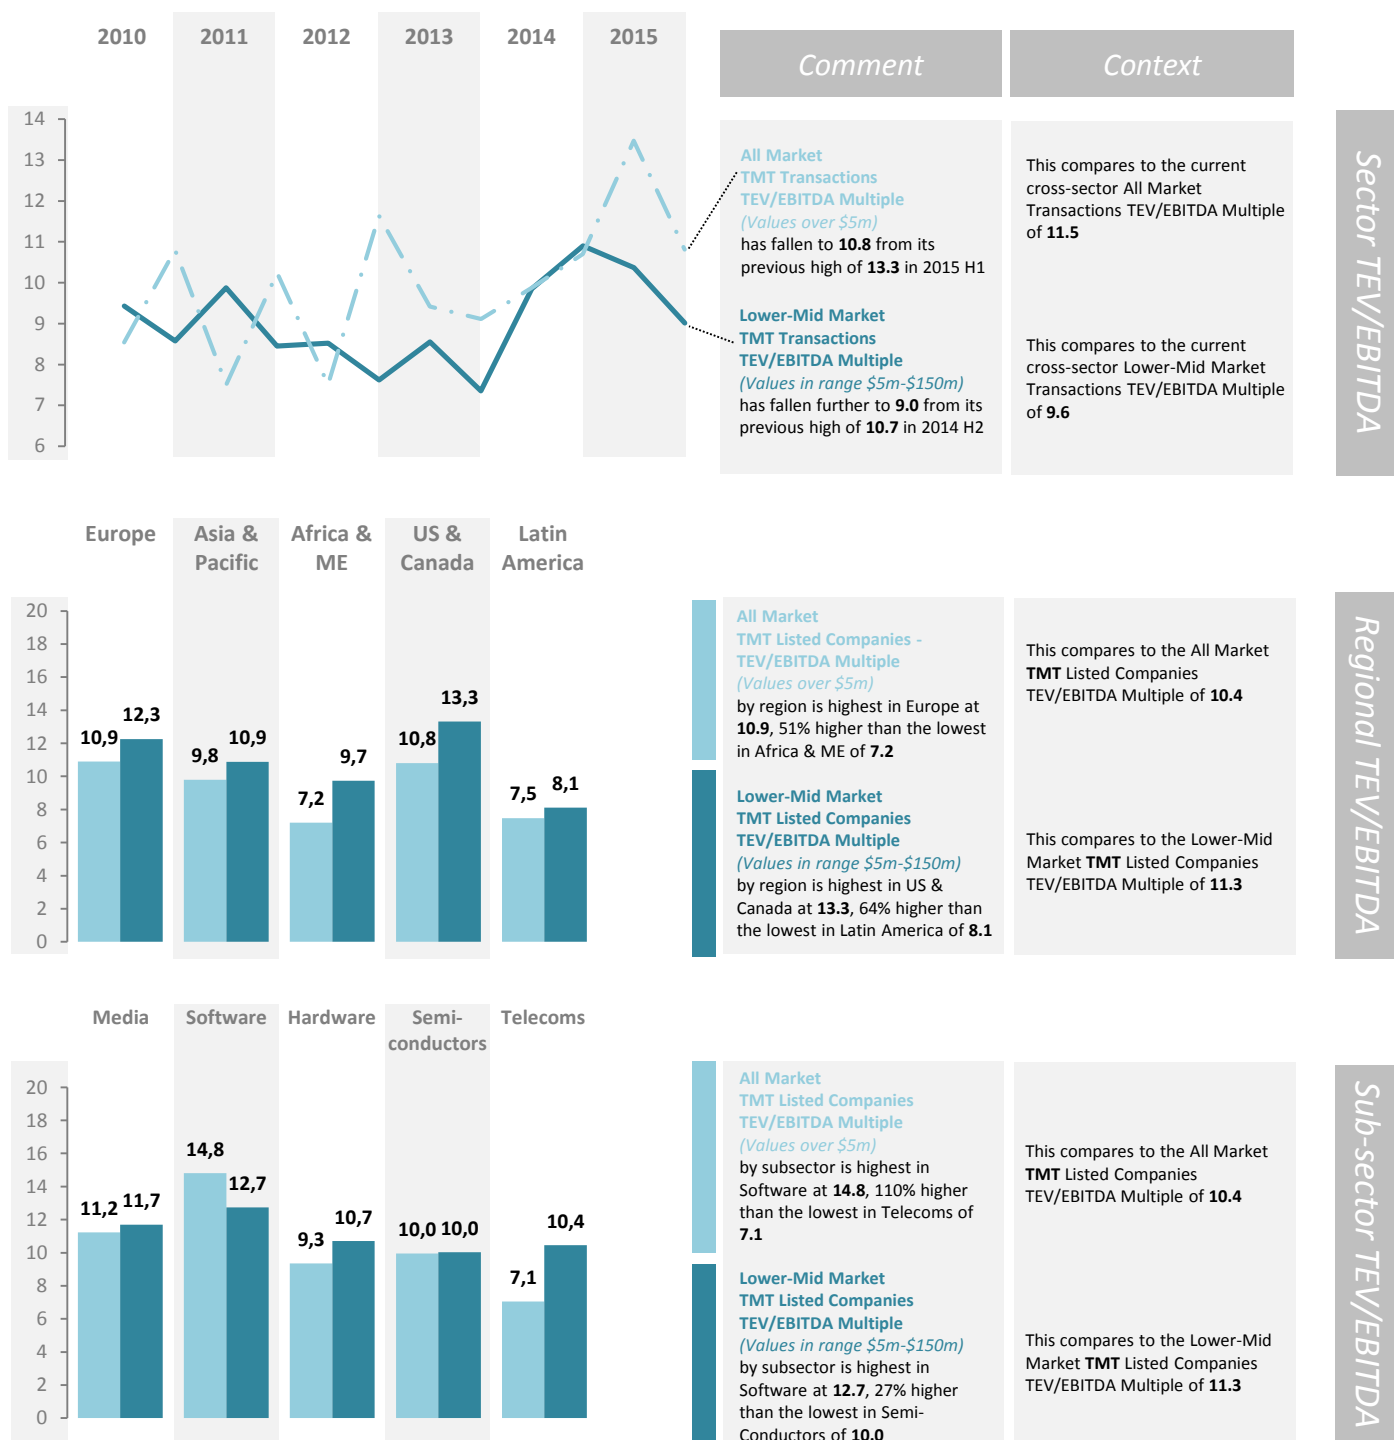 2010 2011 2012 2013 2014 2015
Comment Context
14
13
12
11
10
9
8
7
6
All Market
TMT Transactions
TEV/EBITDA Multiple
(Values over $5m)
has fallen to 10.8 from its
previous high of 13.3 in 2015 H1
Lower-Mid Market
TMT Transactions
TEV/EBITDA Multiple
(Values in range $5m-$150m)
has fallen further to 9.0 from its
previous high of 10.7 in 2014 H2
This compares to the current
cross-sector All Market
Transactions TEV/EBITDA Multiple
of 11.5
This compares to the current
cross-sector Lower-Mid Market
Transactions TEV/EBITDA Multiple
of 9.6
Sector TEV/EBITDA
Europe
Asia &
Pacific
Africa &
ME
US &
Canada
Latin
America
20
18
16
14
12
10
8
6
4
2
0
10,9 12,3
9,8 10,9
7,2 9,7
10,8 13,3
7,5 8,1
All Market
TMT Listed Companies -
TEV/EBITDA Multiple
(Values over $5m)
by region is highest in Europe at
10.9, 51% higher than the lowest
in Africa & ME of 7.2
Lower-Mid Market
TMT Listed Companies
TEV/EBITDA Multiple
(Values in range $5m-$150m)
by region is highest in US &
Canada at 13.3, 64% higher than
the lowest in Latin America of 8.1
This compares to the All Market
TMT Listed Companies
TEV/EBITDA Multiple of 10.4
This compares to the Lower-Mid
Market TMT Listed Companies
TEV/EBITDA Multiple of 11.3
Regional TEV/EBITDA
Media
Software
Hardware
Semi-
conductors
Telecoms
20
18
16
14
12
10
8
6
4
2
0
11,2 11,7
14,8 12,7
9,3 10,7
10,0 10,0
7,1 10,4
All Market
TMT Listed Companies
TEV/EBITDA Multiple
(Values over $5m)
by subsector is highest in
Software at 14.8, 110% higher
than the lowest in Telecoms of
7.1
Lower-Mid Market
TMT Listed Companies
TEV/EBITDA Multiple
(Values in range $5m-$150m)
by subsector is highest in
Software at 12.7, 27% higher
than the lowest in Semi-
Conductors of 10.0
This compares to the All Market
TMT Listed Companies
TEV/EBITDA Multiple of 10.4
This compares to the Lower-Mid
Market TMT Listed Companies
TEV/EBITDA Multiple of 11.3
Sub-sector TEV/EBITDA